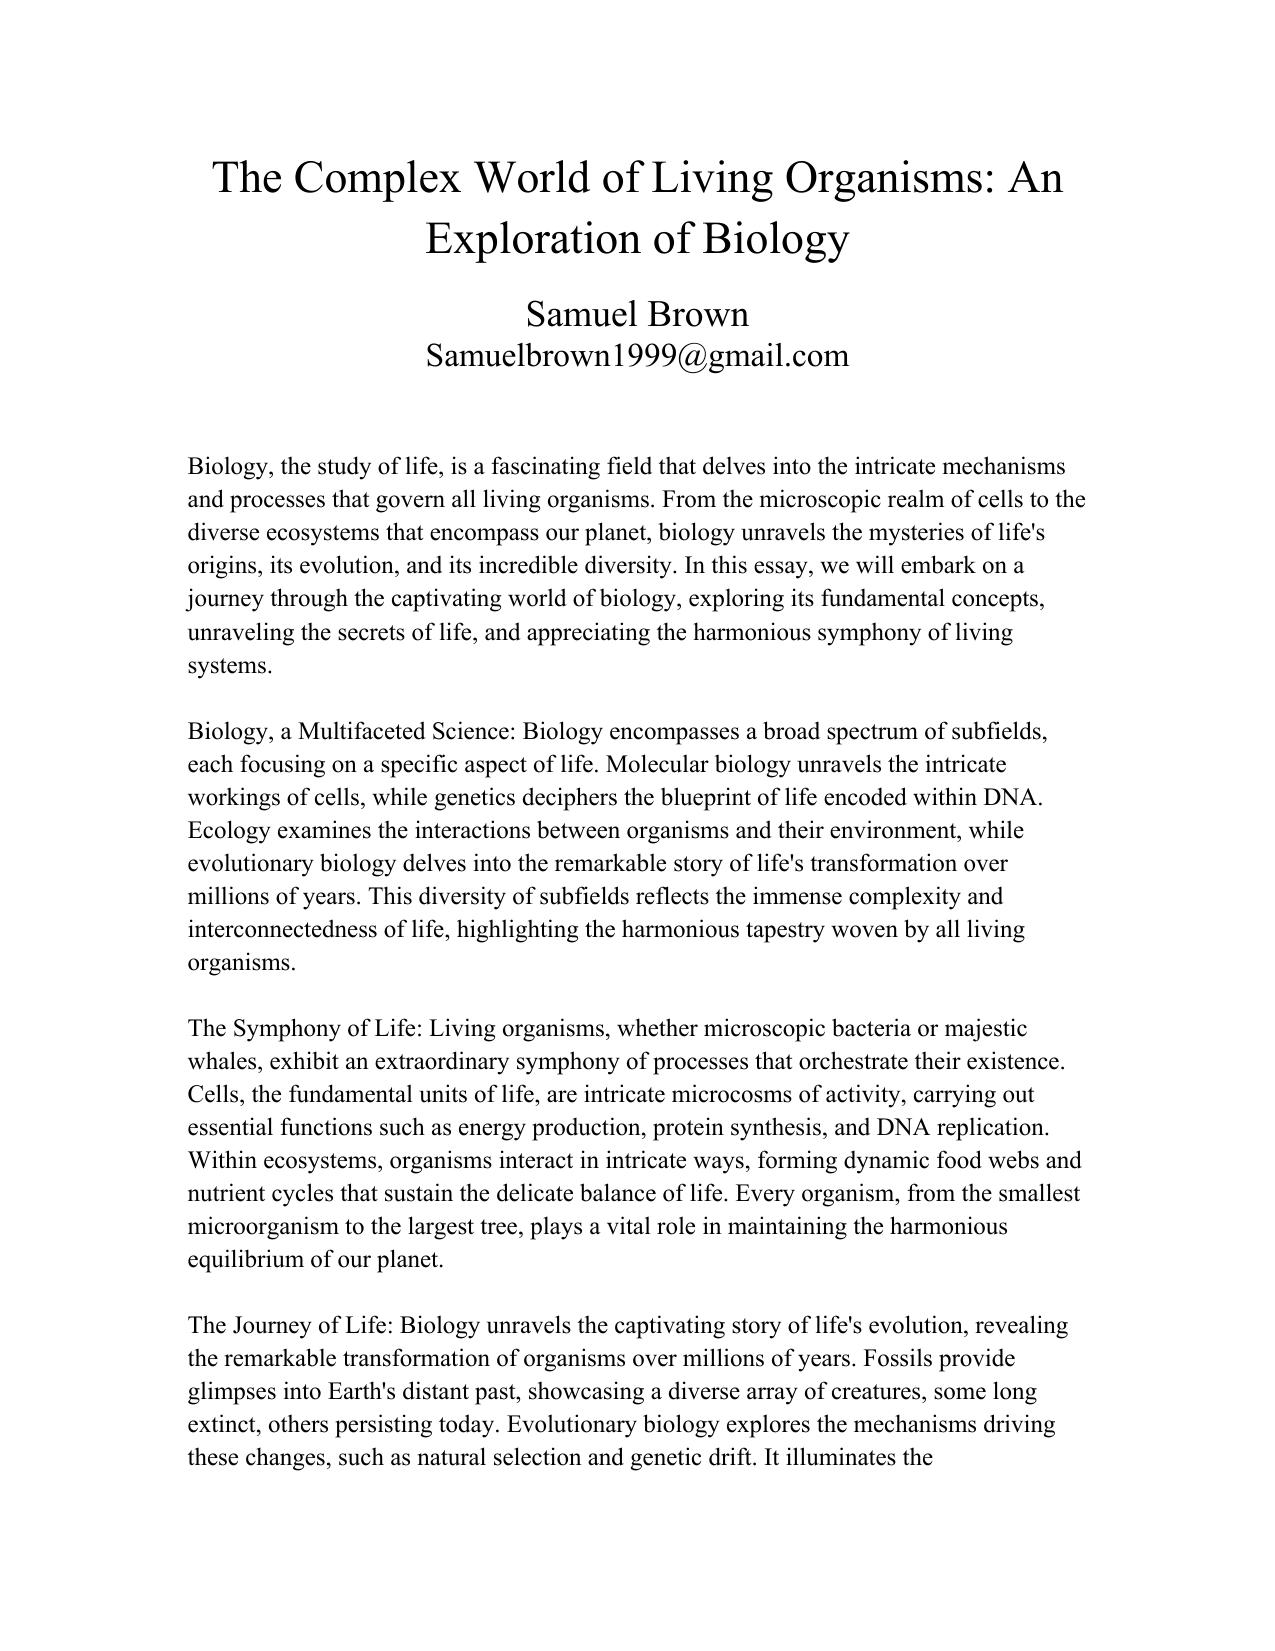 The Complex World of Living Organisms: An
Exploration of Biology
Samuel Brown
Samuelbrown1999@gmail.com
Biology, the study of life, is a fascinating field that delves into the intricate mechanisms
and processes that govern all living organisms. From the microscopic realm of cells to the
diverse ecosystems that encompass our planet, biology unravels the mysteries of life's
origins, its evolution, and its incredible diversity. In this essay, we will embark on a
journey through the captivating world of biology, exploring its fundamental concepts,
unraveling the secrets of life, and appreciating the harmonious symphony of living
systems.
Biology, a Multifaceted Science: Biology encompasses a broad spectrum of subfields,
each focusing on a specific aspect of life. Molecular biology unravels the intricate
workings of cells, while genetics deciphers the blueprint of life encoded within DNA.
Ecology examines the interactions between organisms and their environment, while
evolutionary biology delves into the remarkable story of life's transformation over
millions of years. This diversity of subfields reflects the immense complexity and
interconnectedness of life, highlighting the harmonious tapestry woven by all living
organisms.
The Symphony of Life: Living organisms, whether microscopic bacteria or majestic
whales, exhibit an extraordinary symphony of processes that orchestrate their existence.
Cells, the fundamental units of life, are intricate microcosms of activity, carrying out
essential functions such as energy production, protein synthesis, and DNA replication.
Within ecosystems, organisms interact in intricate ways, forming dynamic food webs and
nutrient cycles that sustain the delicate balance of life. Every organism, from the smallest
microorganism to the largest tree, plays a vital role in maintaining the harmonious
equilibrium of our planet.
The Journey of Life: Biology unravels the captivating story of life's evolution, revealing
the remarkable transformation of organisms over millions of years. Fossils provide
glimpses into Earth's distant past, showcasing a diverse array of creatures, some long
extinct, others persisting today. Evolutionary biology explores the mechanisms driving
these changes, such as natural selection and genetic drift. It illuminates the